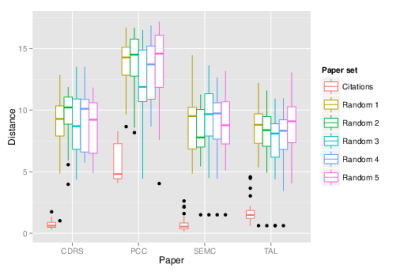 15
10
5
0
Distance
CDRS
PCC
SEMC
TAL
Paper
Paper set
Citations
Random 1
Random 2
Random 3
Random 4
Random 5